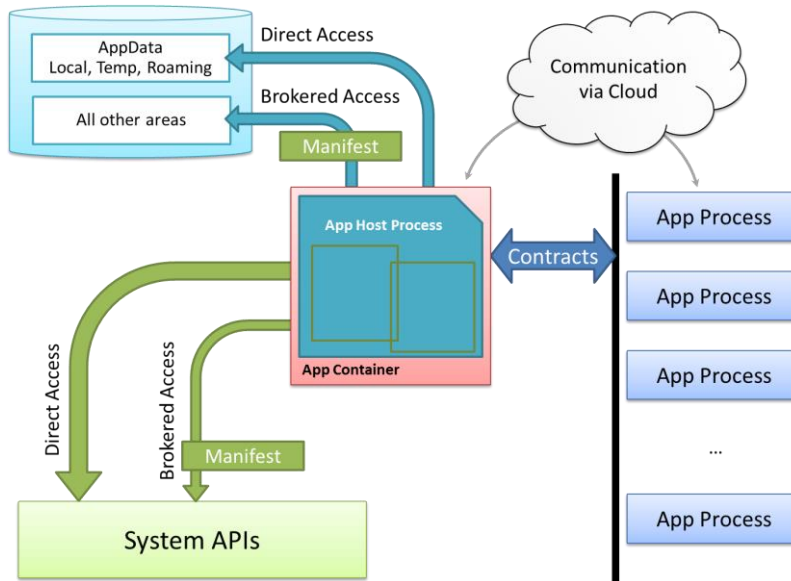 AppData
Local, Temp, Roaming
All other areas
Direct Access
Brokered Access
Manifest
Communication
via Cloud
App Host Process
App Container
Contracts
App Process
App Process
App Process
...
App Process
Direct Access
Brokered Access
Manifest
System APIs